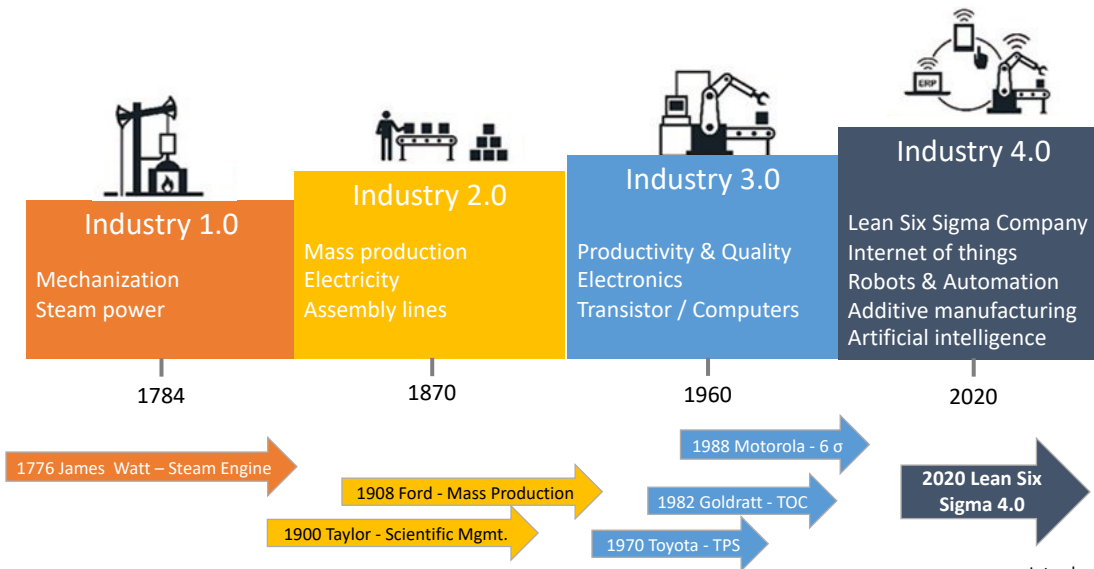 ERP
Industry 1.0
Mechanization
Steam power
Industry 2.0
Mass production
Electricity
Assembly lines
Industry 3.0
Productivity & Quality
Electronics
Transistor / Computers
Industry 4.0
Lean Six Sigma Company
Internet of things
Robots & Automation
Additive manufacturing
Artificial intelligence
1784
1870
1960
2020
1776 James Watt – Steam Engine
1908 Ford - Mass Production
1900 Taylor - Scientific Mgmt.
1988 Motorola - 6 σ
1982 Goldratt - TOC
1970 Toyota - TPS
2020 Lean Six
Sigma 4.0